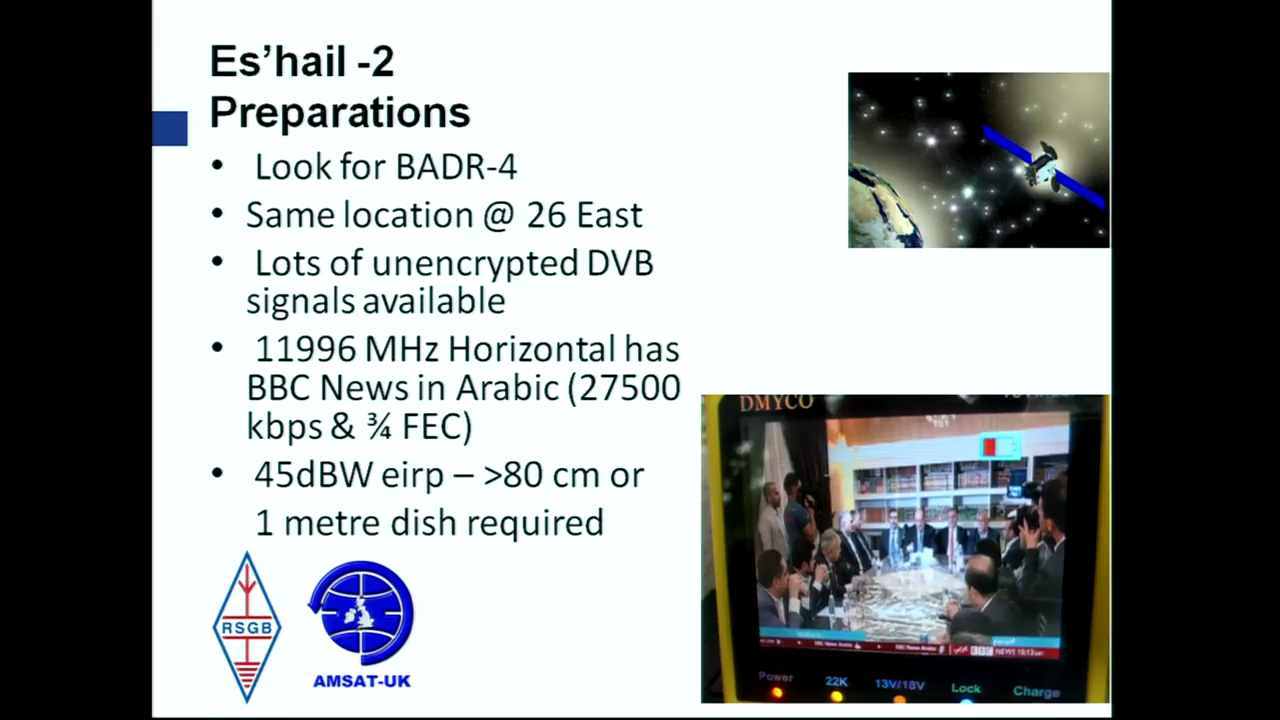 Es’hail -2
Preparations
• Look for BADR-4
• Same location @ 26 East
• Lots of unencrypted DVB
signals available
• 11996 MHz Horizontal has
BBC News in Arabic (27500
kbps & ¾ FEC)
• 45dBW eirp – >80 cm or
1 metre dish required
RSGB
AMSAT-UK
DMYCO
BBC NEWS
Power
22K
13V/18V
Lock
Charge